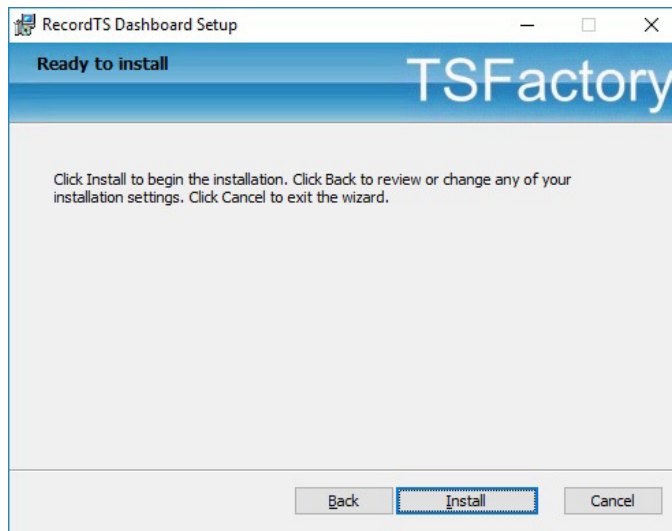 RecordTS Dashboard Setup
Ready to install
TSFactory
Click Install to begin the installation. Click Back to review or change any of your
installation settings. Click Cancel to exit the wizard.
Back Install Cancel